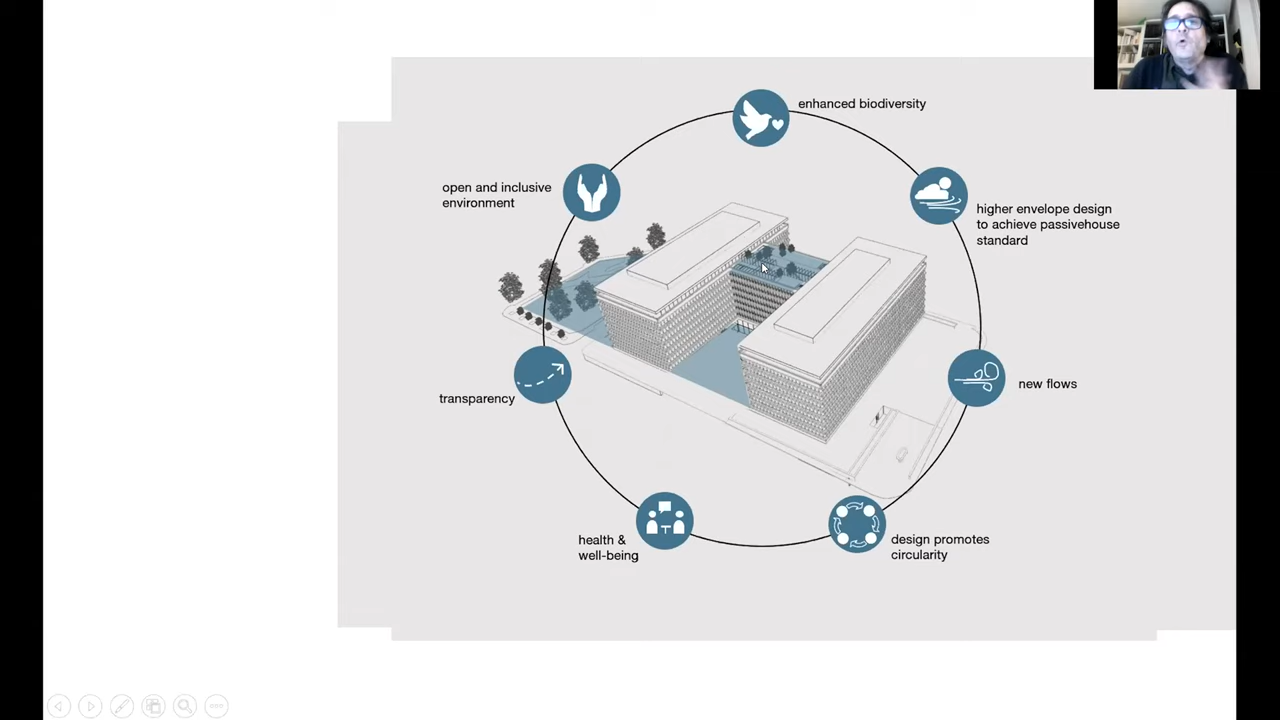 enhanced biodiversity
open and inclusive
environment
higher envelope design
to achieve passivehouse
standard
new flows
transparency
health &
well-being
design promotes
circularity